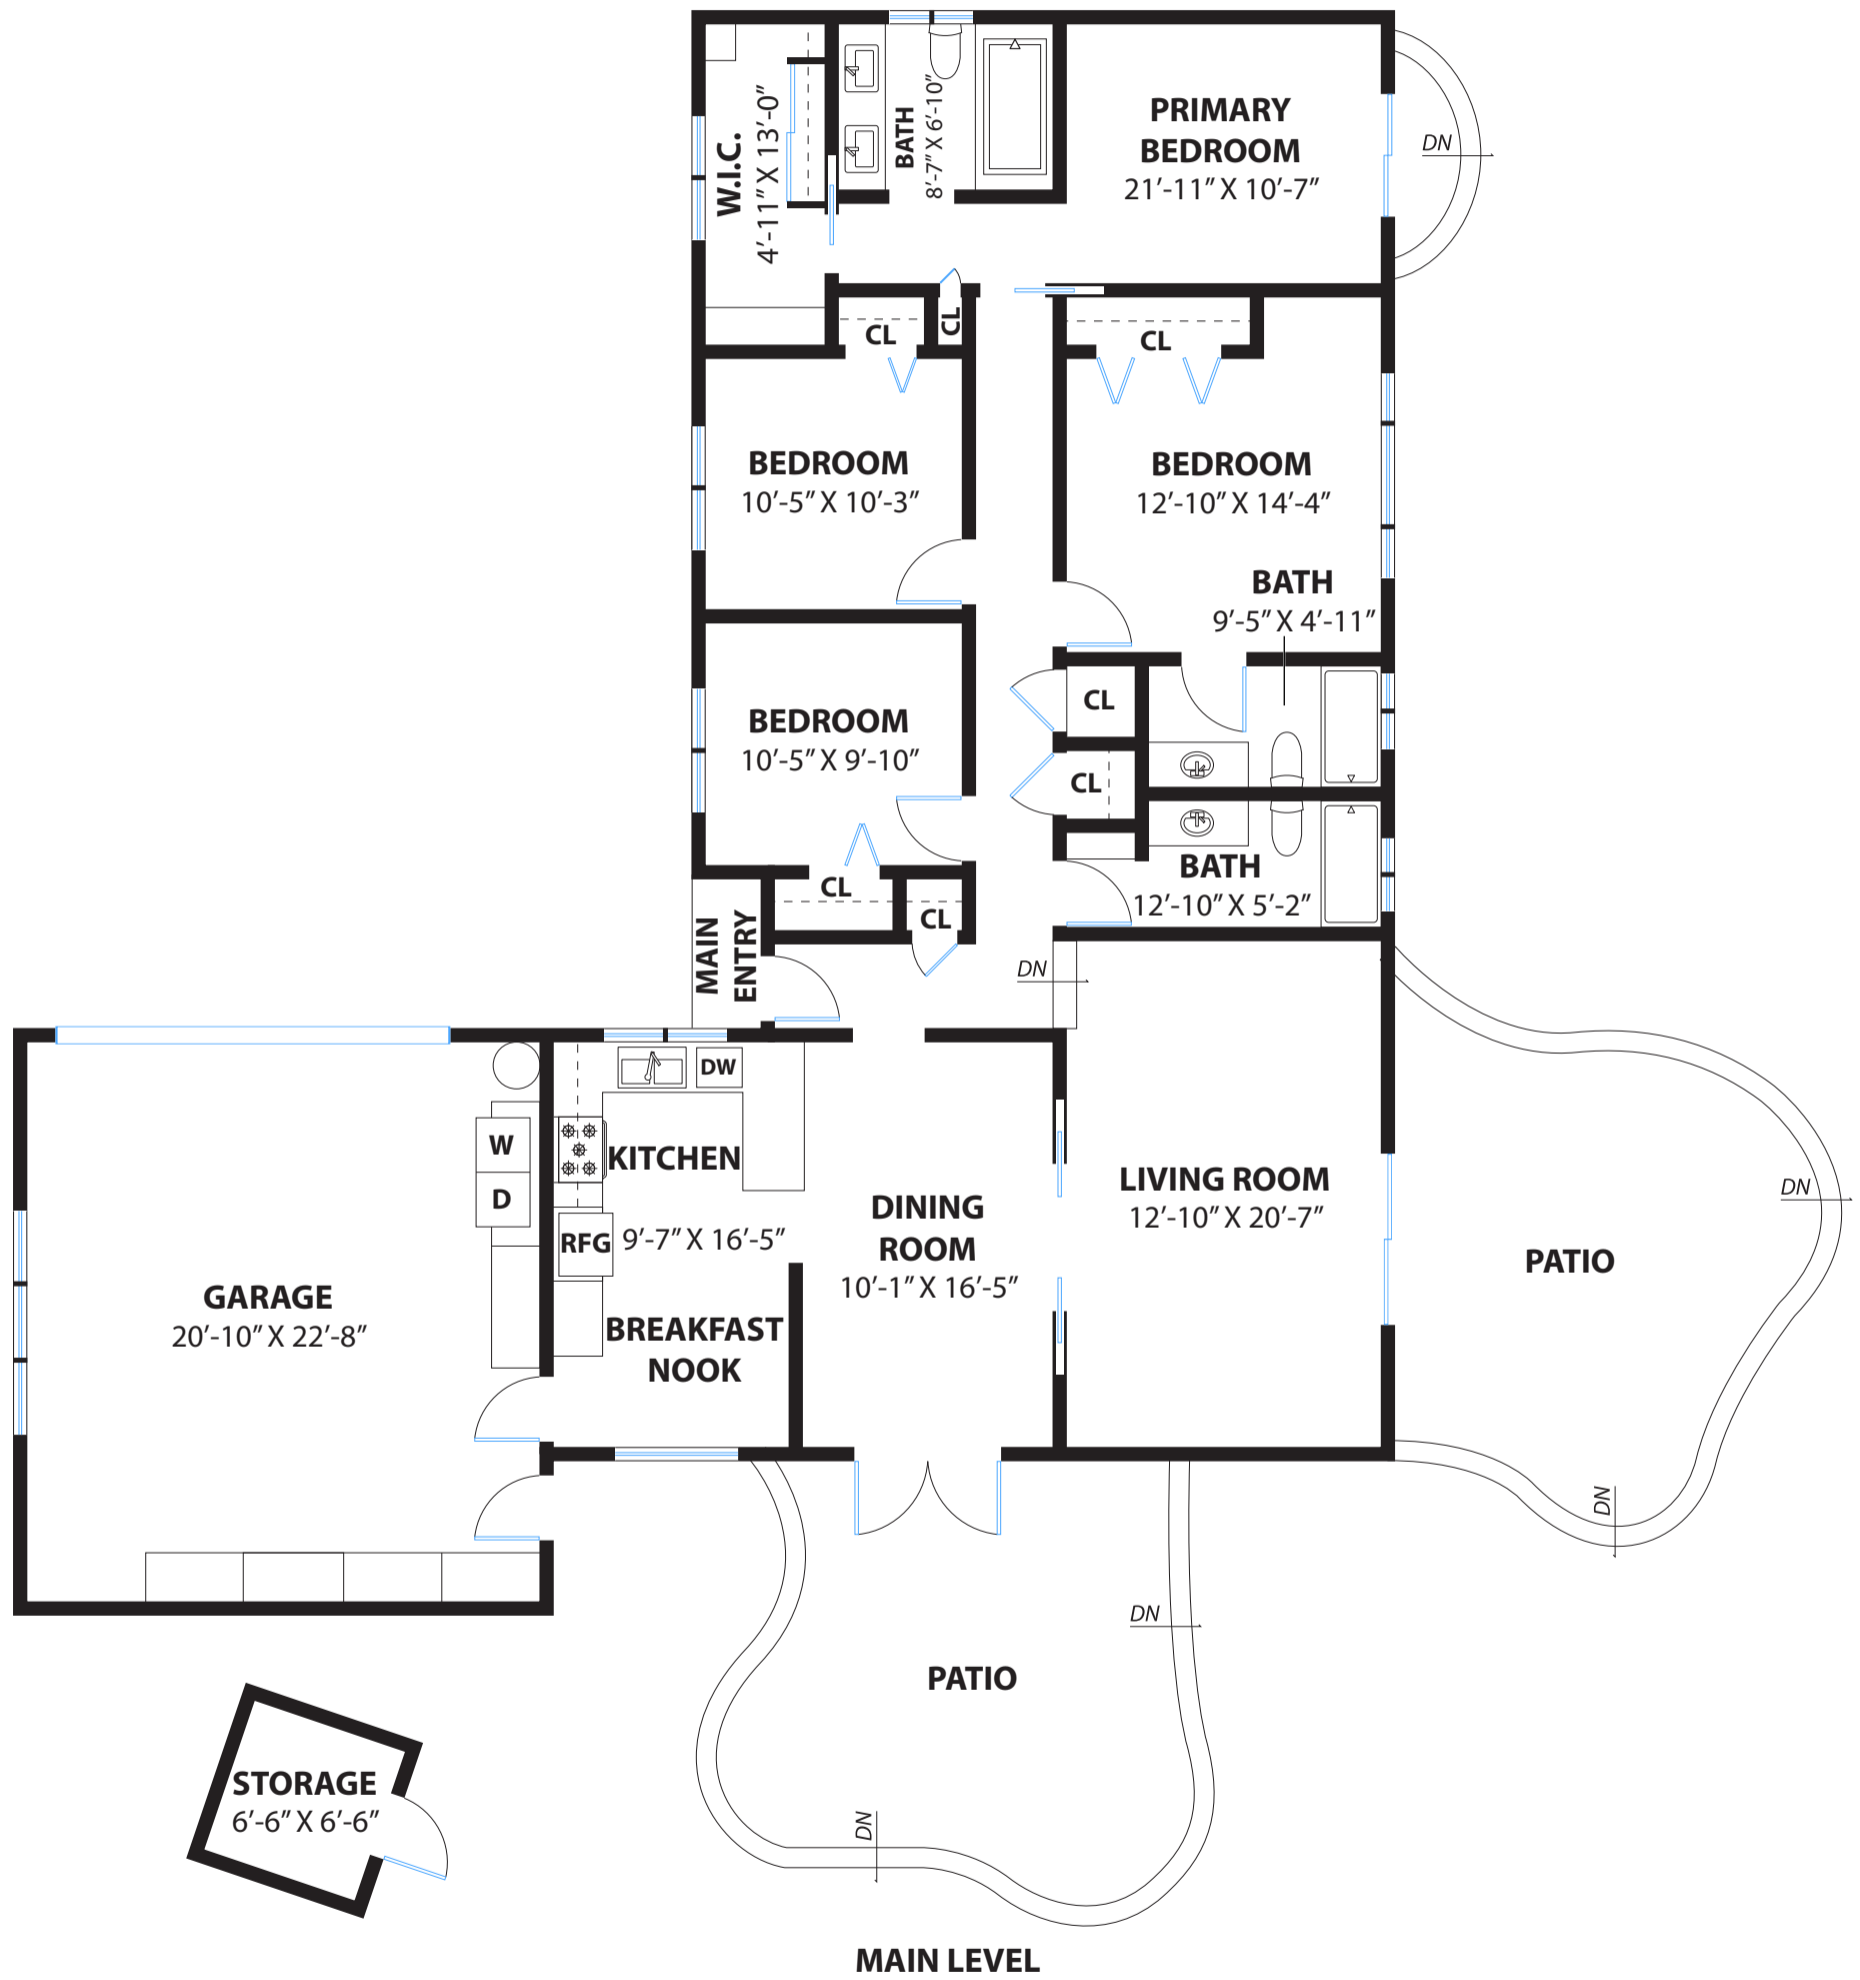 W.I.C.
4'-11" X 13'-0"
BATH
8'-7" X 6'-10"
PRIMARY
BEDROOM
21'-11" X 10'-7"
DN
CL
CL
CL
BEDROOM
10'-5" X 10'-3"
BEDROOM
12'-10" X 14'-4"
BATH
9'-5" X 4'-11"
BEDROOM
10'-5" X 9'-10"
CL
CL
BATH
12'-10" X 5'-2"
CL
CL
MAIN
ENTRY
DN
DW
W
D
KITCHEN
RFG
9'-7" X 16'-5"
BREAKFAST
NOOK
DINING
ROOM
10'-1" X 16'-5"
LIVING ROOM
12'-10" X 20'-7"
DN
PATIO
GARAGE
20'-10" X 22'-8"
DN
DN
PATIO
STORAGE
6'-6" X 6'-6"
DN
MAIN LEVEL